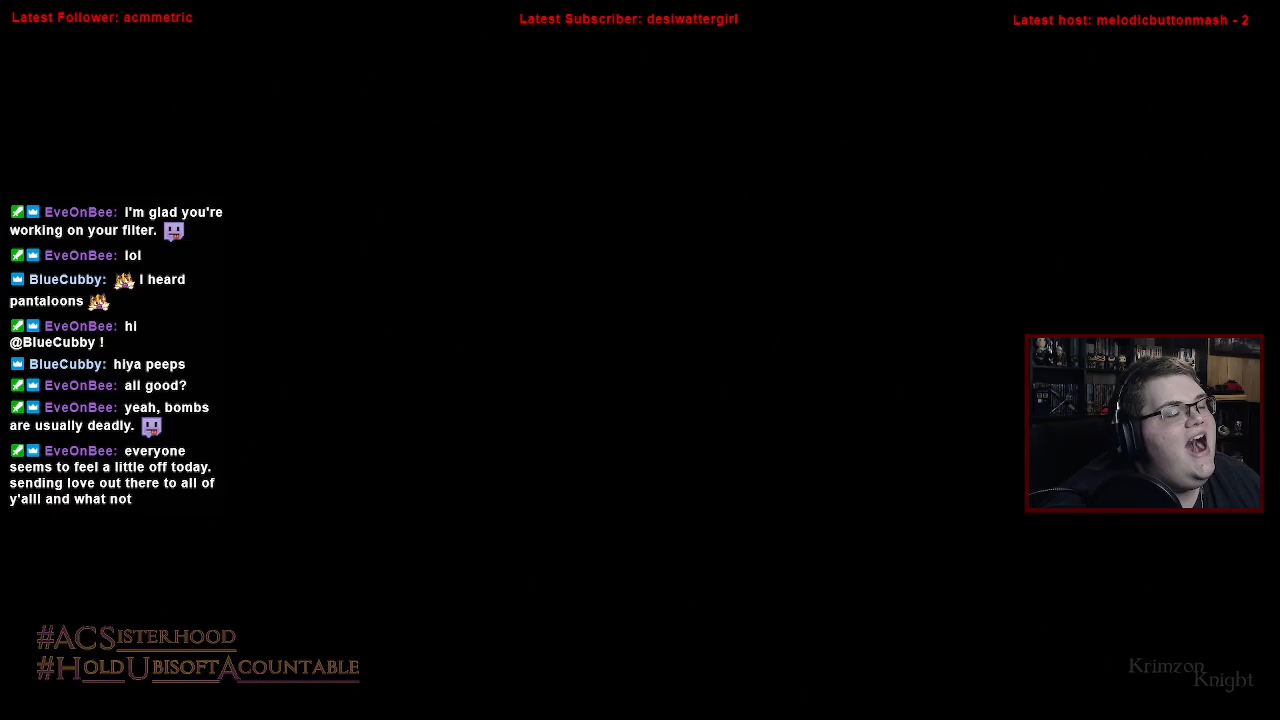 Latest Follower: acmmetric
Latest Subscriber: desiwattergirl
Latest host: melodicbuttonmash - 2
EveOnBee: I'm glad you're
working on your filter.
EveOnBee: lol
BlueCubby: I heard
pantaloons
EveOnBee: hi
@BlueCubby !
BlueCubby: hiya peeps
EveOnBee: all good?
EveOnBee: yeah, bombs
are usually deadly.
EveOnBee: everyone
seems to feel a little off today.
sending love out there to all of
y'alll and what not
#ACSisterhood
#HoldUbisoftAcountable
Krimzon
Knight